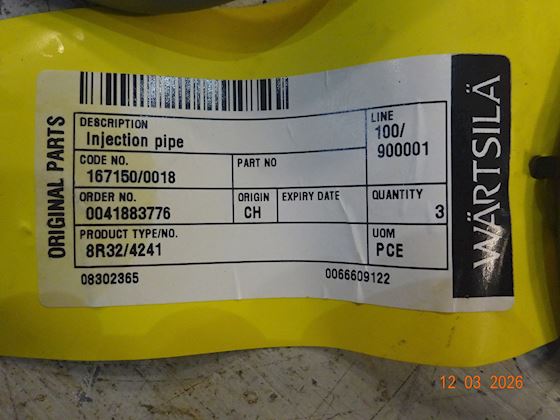 ORIGINAL PARTS
DESCRIPTION
Injection pipe
LINE
100/
900001
CODE NO.
167150/0018
PART NO
ORDER NO.
0041883776
ORIGIN
CH
EXPIRY DATE
QUANTITY
3
PRODUCT TYPE/NO.
8R32/4241
UOM
PCE
08302365
0066609122
WÄRTSILÄ
12 03 2026